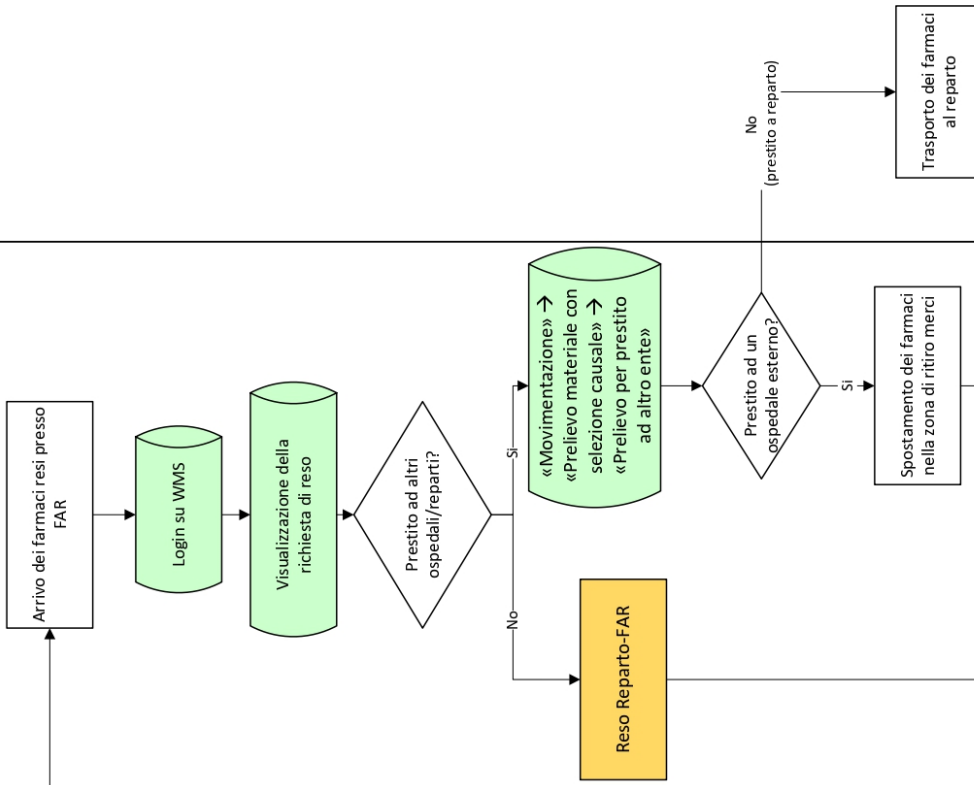 Arrivo dei farmaci resi presso
FAR
Login su WMS
Visualizzazione della
richiesta di reso
Prestito ad altri
ospedali/reparti?
No
Si
Reso Reparto-FAR
«Movimentazione» →
«Prelievo materiale con
selezione causale» →
«Prelievo per prestito
ad altro ente»
Prestito ad un
ospedale esterno?
No
(prestito a reparto)
Si
Trasporto dei farmaci
al reparto
Spostamento dei farmaci
nella zona di ritiro merci